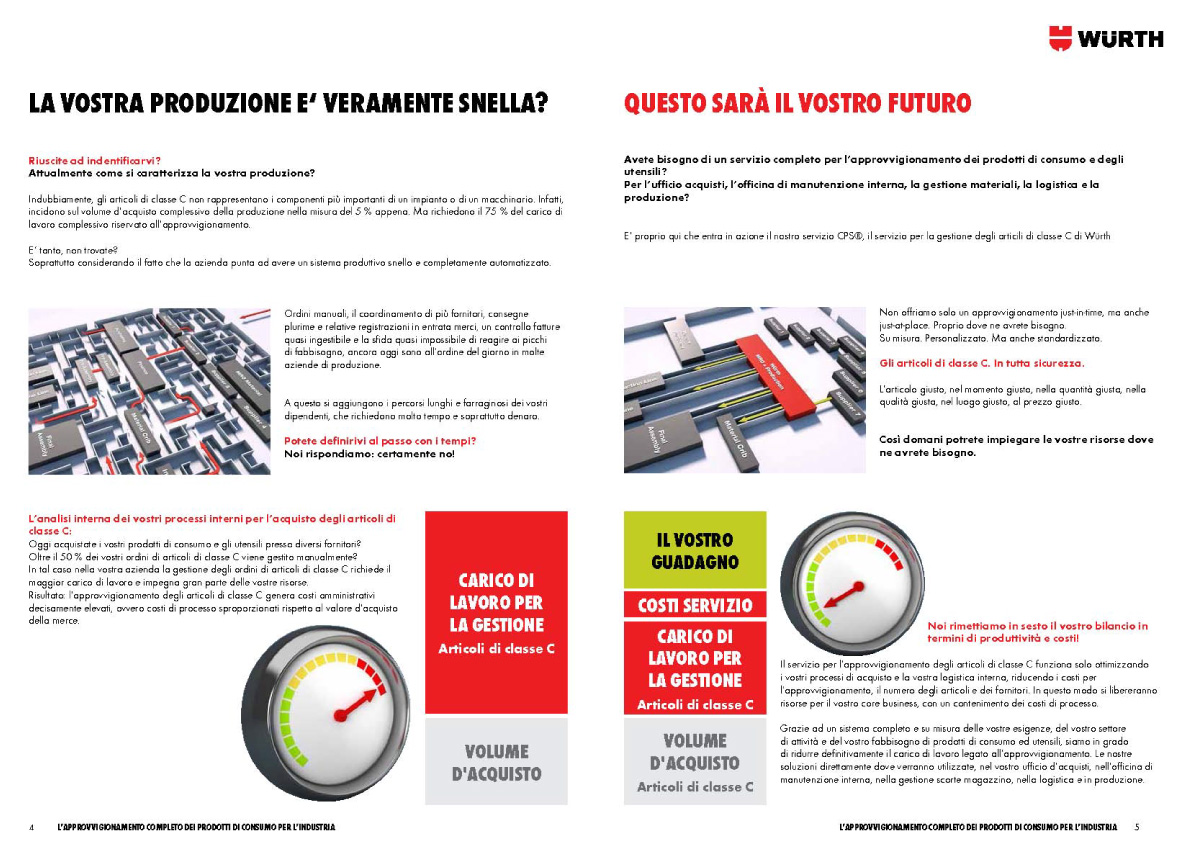 WÜRTH
LA VOSTRA PRODUZIONE E‘ VERAMENTE SNELLA?
Riuscite ad indentificarvi?
Attualmente come si caratterizza la vostra produzione?
Indubbiamente, gli articoli di classe C non rappresentano i componenti più importanti di un impianto o di un macchinario. Infatti,
incidono sul volume d'acquisto complessivo della produzione nella misura del 5 % appena. Ma richiedono il 75 % del carico di
lavoro complessivo riservato all'approvvigionamento.
E' tanto, non trovate?
Soprattutto considerando il fatto che la azienda punta ad avere un sistema produttivo snello e completamente automatizzato.
Final
Assembly
Material Crib
Ordini manuali, il coordinamento di più fornitori, consegne
plurime e relative registrazioni in entrata merci, un controllo fatture
quasi ingestibile e la sfida quasi impossibile di reagire ai picchi
di fabbisogno, ancora oggi sono all'ordine del giorno in molte
aziende di produzione.
A questo si aggiungono i percorsi lunghi e farraginosi dei vostri
dipendenti, che richiedono molto tempo e soprattutto denaro.
Potete definirivi al passo con i tempi?
Noi rispondiamo: certamente no!
L'analisi interna dei vostri processi interni per l'acquisto degli articoli di
classe C:
Oggi acquistate i vostri prodotti di consumo e gli utensili presso diversi fornitori?
Oltre il 50 % dei vostri ordini di articoli di classe C viene gestito manualmente?
In tal caso nella vostra azienda la gestione degli ordini di articoli di classe C richiede il
maggior carico di lavoro e impegna gran parte delle vostre risorse.
Risultato: l'approvvigionamento degli articoli di classe C genera costi amministrativi
decisamente elevati, ovvero costi di processo sproporzionati rispetto al valore d'acquisto
della merce.
CARICO DI
LAVORO PER
LA GESTIONE
Articoli di classe C
VOLUME
D'ACQUISTO
4 L'APPROVVIGIONAMENTO COMPLETO DEI PRODOTTI DI CONSUMO PER L'INDUSTRIA
QUESTO SARÀ IL VOSTRO FUTURO
Avete bisogno di un servizio completo per l'approvvigionamento dei prodotti di consumo e degli
utensili?
Per l'ufficio acquisti, l'officina di manutenzione interna, la gestione materiali, la logistica e la
produzione?
E' proprio qui che entra in azione il nostro servizio CPS®, il servizio per la gestione degli articili di classe C di Würth
Würth
MRO + Production
Final
Assembly
Material Crib
Supplier 7
Non offriamo solo un approvvigionamento just-in-time, ma anche
just-at-place. Proprio dove ne avrete bisogno.
Su misura. Personalizzato. Ma anche standardizzato.
Gli articoli di classe C. In tutta sicurezza.
L'articolo giusto, nel momento giusto, nella quantità giusta, nella
qualità giusta, nel luogo giusto, al prezzo giusto.
Così domani potrete impiegare le vostre risorse dove
ne avrete bisogno.
IL VOSTRO
GUADAGNO
COSTI SERVIZIO
CARICO DI
LAVORO PER
LA GESTIONE
Articoli di classe C
VOLUME
D'ACQUISTO
Articoli di classe C
Noi rimettiamo in sesto il vostro bilancio in
termini di produttività e costi!
Il servizio per l'approvvigionamento degli articoli di classe C funziona solo ottimizzando
i vostri processi di acquisto e la vostra logistica interna, riducendo i costi per
l'approvvigionamento, il numero degli articoli e dei fornitori. In questo modo si libereranno
risorse per il vostro core business, con un contenimento dei costi di processo.
Grazie ad un sistema completo e su misura delle vostre esigenze, del vostro settore
di attività e del vostro fabbisogno di prodotti di consumo ed utensili, siamo in grado
di ridurre definitivamente il carico di lavoro legato all'approvvigionamento. Le nostre
soluzioni direttamente dove verranno utilizzate, nel vostro ufficio d'acquisti, nell'officina di
manutenzione interna, nella gestione scorte magazzino, nella logistica e in produzione.
L'APPROVVIGIONAMENTO COMPLETO DEI PRODOTTI DI CONSUMO PER L'INDUSTRIA 5